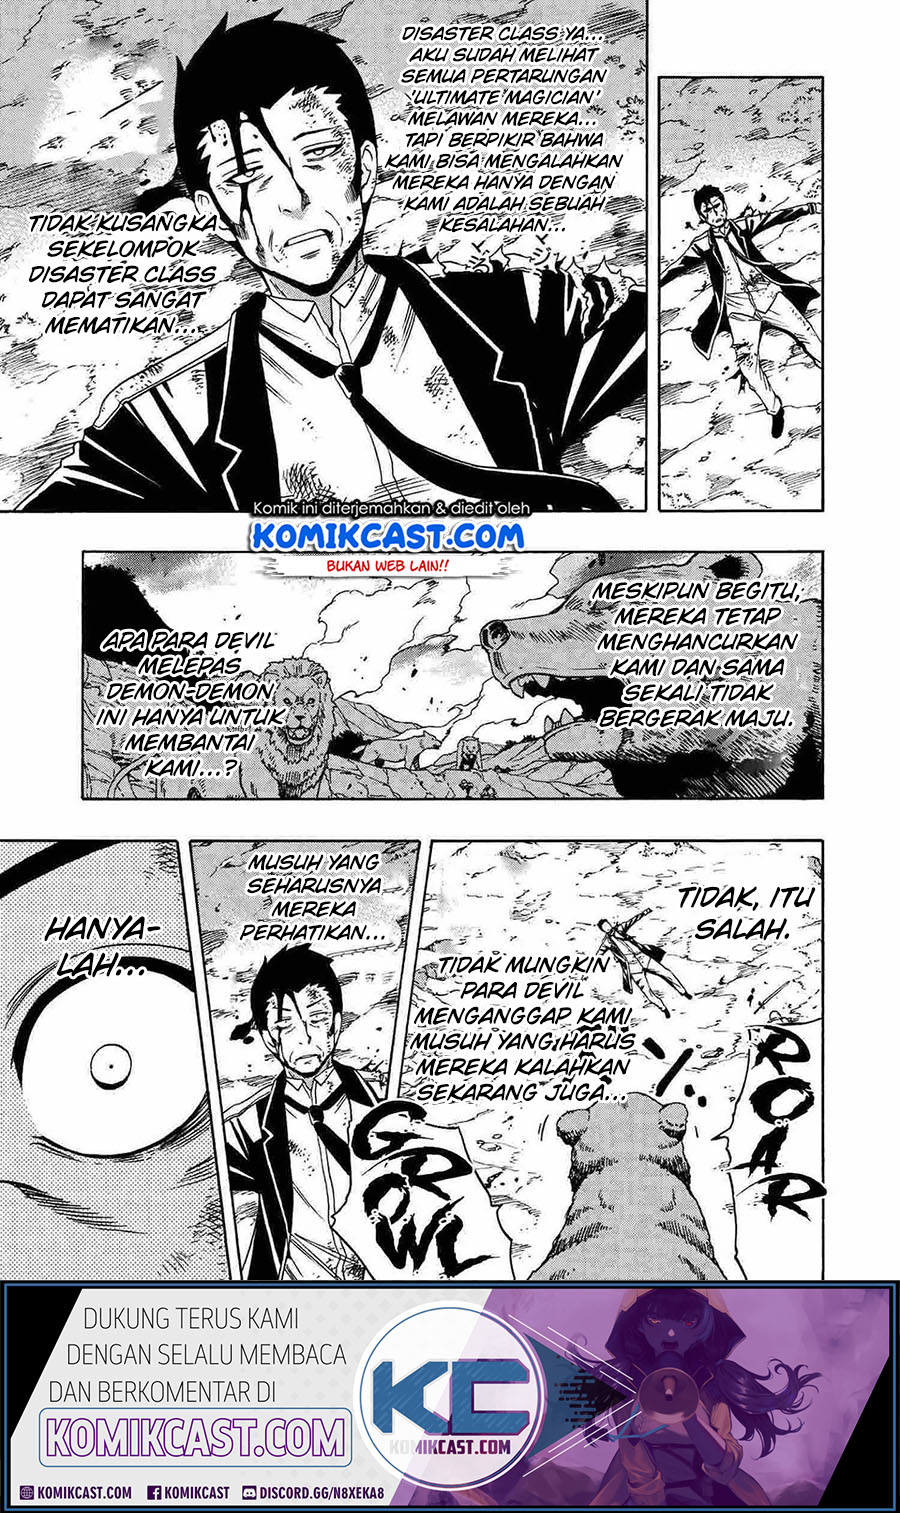 DISASTER CLASS YA...
AKU SUDAH MELIHAT
SEMUA PERTARUNGAN
'ULTIMATE MAGICIAN'
MELAWAN MEREKA...
TAPI BERPIKIR BAHWA
KAMI BISA MENGALAHKAN
MEREKA HANYA DENGAN
KAMI ADALAH SEBUAH
KESALAHAN...
TIDAK KUSANGKA
SEKELOMPOK
DISASTER CLASS
DAPAT SANGAT
MEMATIKAN...
Komik ini diterjemahkan & diedit oleh
KOMIKCAST.COM
BUKAN WEB LAIN!!
MESKIPUN BEGITU,
MEREKA TETAP
MENGHANCURKAN
KAMI DAN SAMA
SEKALI TIDAK
BERGERAK MAJU.
APA PARA DEVIL
MELEPAS
DEMON-DEMON
INI HANYA UNTUK
MEMBANTAI
KAMI...?
TIDAK, ITU
SALAH.
TIDAK MUNGKIN
PARA DEVIL
MENGANGGAP KAMI
MUSUH YANG HARUS
MEREKA KALAHKAN
SEKARANG JUGA...
ROAR
GROWL
MUSUH YANG
SEHARUSNYA
MEREKA
PERHATIKAN...
HANYA-
LAH...
DUKUNG TERUS KAMI
DENGAN SELALU MEMBACA
DAN BERKOMENTAR DI
KOMIKCAST.COM
KC
KOMIKCAST.COM
KOMIKCAST.COM KOMIKCAST DISCORD.GG/N8XEKA8